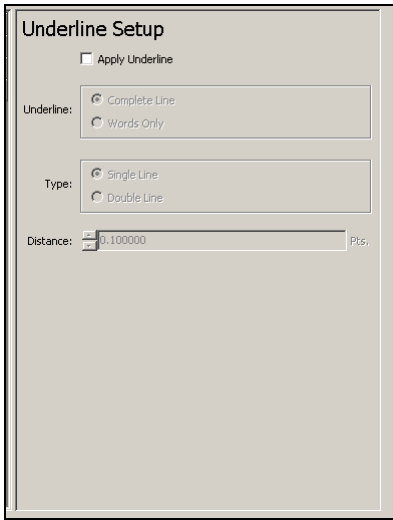 Underline Setup
Apply Underline
Underline:
Complete Line
Words Only
Type:
Single Line
Double Line
Distance: 0.100000 Pts.